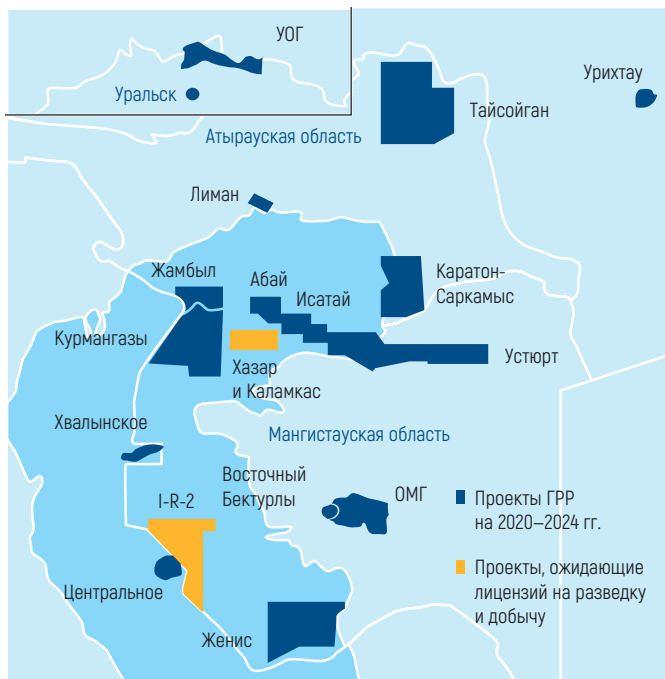 УОГ
Уральск
Урихтау
Тайсойган
Атырауская область
Лиман
Жамбыл
Абай
Исатай
Каратон-
Саркамыс
Курмангазы
Хазар
и Каламкас
Устюрт
Хвалынское
Мангистауская область
I-R-2
Восточный
Бектурлы
ОМГ
Центральное
Женис
Проекты ГРР
на 2020–2024 гг.
Проекты, ожидающие
лицензий на разведку
и добычу